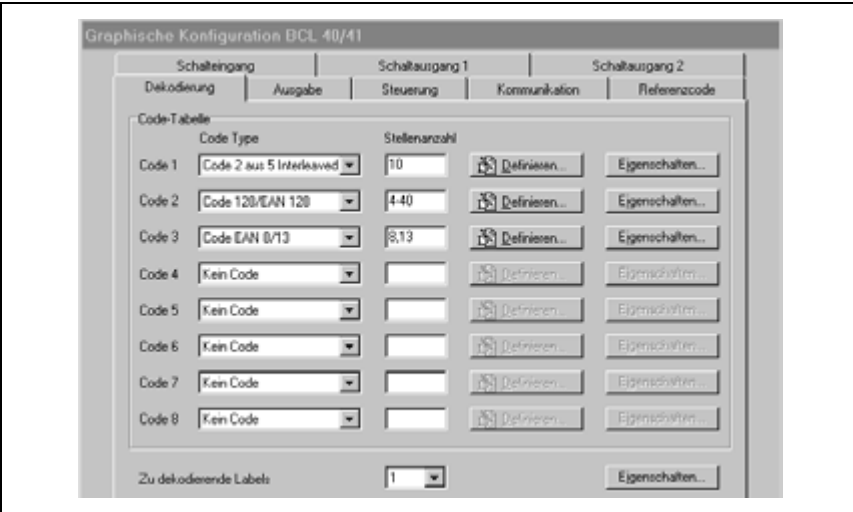 Graphische Konfiguration BCL 40/41
Schalteingang Schaltausgang 1 Schaltausgang 2
Dekodierung Ausgabe Steuerung Kommunikation Referenzcode
Code-Tabelle
Code Type Stellenanzahl
Code 1 Code 2 aus 5 Interleaved 10 Definieren... Eigenschaften...
Code 2 Code 128/EAN 128 4-40 Definieren... Eigenschaften...
Code 3 Code EAN 8/13 8,13 Definieren... Eigenschaften...
Code 4 Kein Code Definieren... Eigenschaften...
Code 5 Kein Code Definieren... Eigenschaften...
Code 6 Kein Code Definieren... Eigenschaften...
Code 7 Kein Code Definieren... Eigenschaften...
Code 8 Kein Code Definieren... Eigenschaften...
Zu dekodierende Labels 1 Eigenschaften...